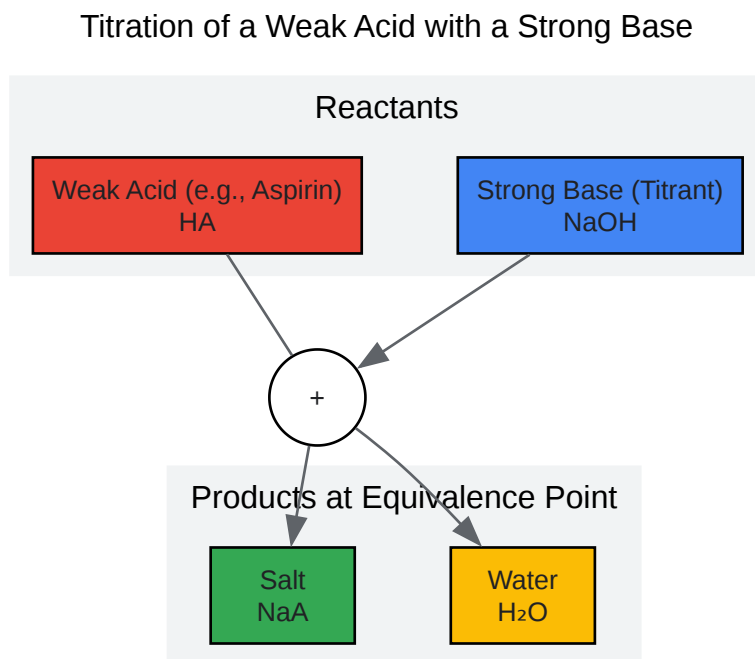 Titration of a Weak Acid with a Strong Base
Reactants
Weak Acid (e.g., Aspirin)
HA
Strong Base (Titrant)
NaOH
+
Products at Equivalence Point
Salt
NaA
Water
H₂O